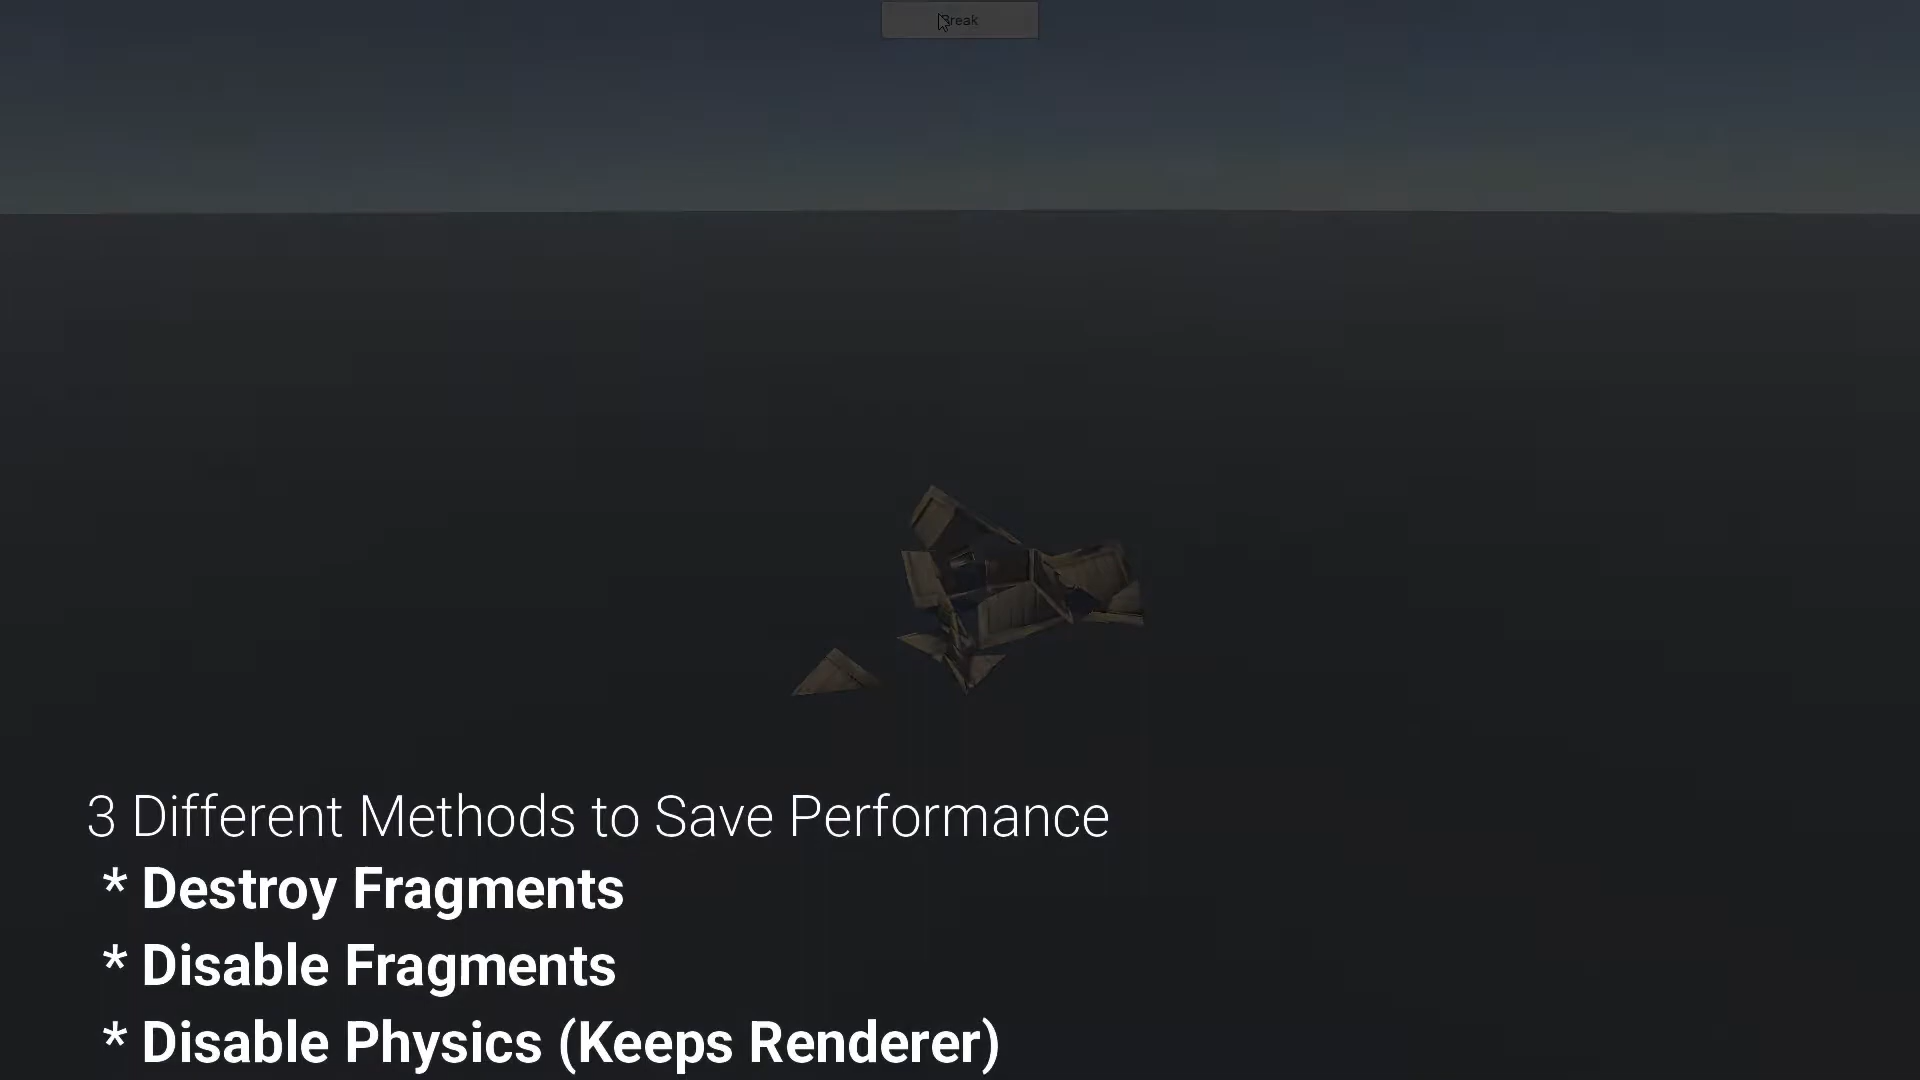 Break
3 Different Methods to Save Performance
* Destroy Fragments
* Disable Fragments
* Disable Physics (Keeps Renderer)